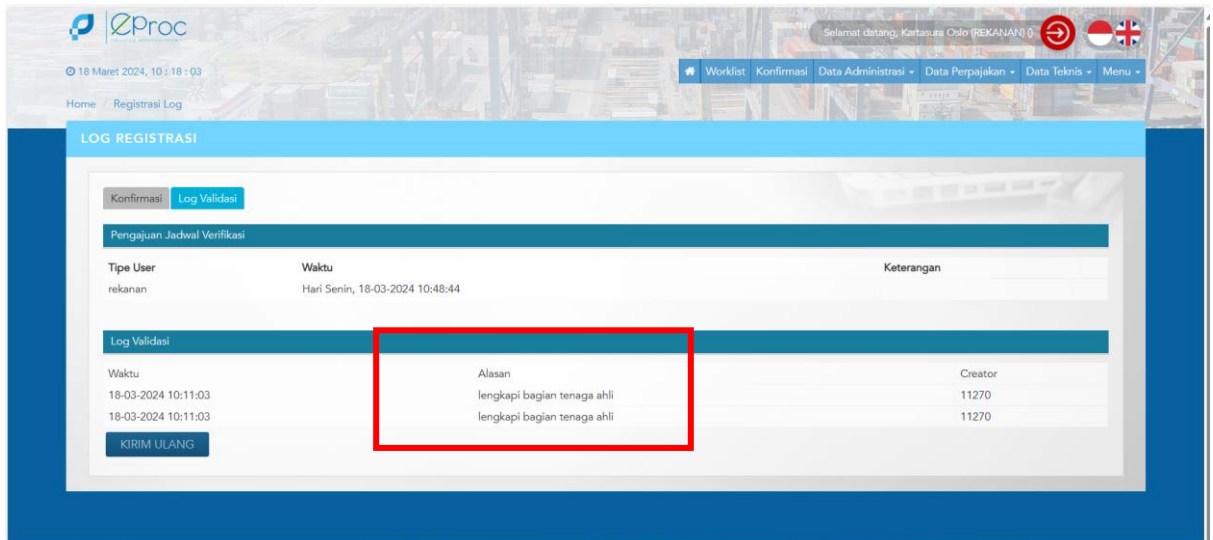 eProc
Selamat datang, Kartasura Oslo (REKANAN) ()
18 Maret 2024, 10 : 18 : 03
Worklist Konfirmasi Data Administrasi Data Perpajakan Data Teknis Menu
Home / Registrasi Log
LOG REGISTRASI
Konfirmasi Log Validasi
Pengajuan Jadwal Verifikasi
Tipe User Waktu Keterangan
rekanan Hari Senin, 18-03-2024 10:48:44
Log Validasi
Waktu Alasan Creator
18-03-2024 10:11:03 lengkapi bagian tenaga ahli 11270
18-03-2024 10:11:03 lengkapi bagian tenaga ahli 11270
KIRIM ULANG